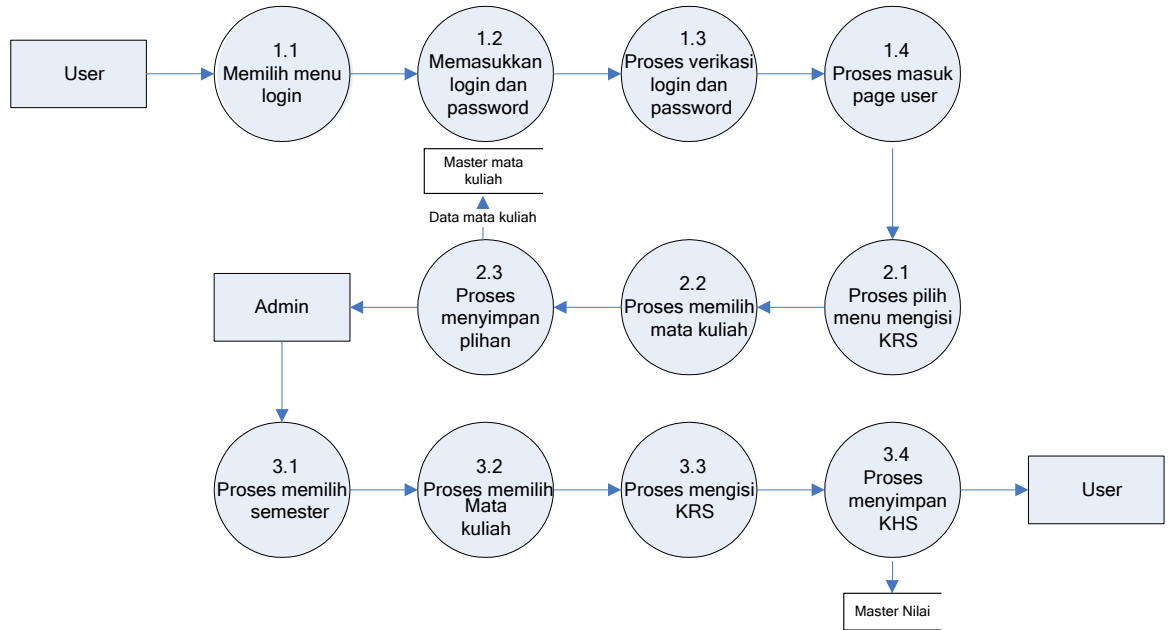 User
1.1
Memilih menu
login
1.2
Memasukkan
login dan
password
1.3
Proses verikasi
login dan
password
1.4
Proses masuk
page user
Master mata
kuliah
Data mata kuliah
Admin
2.3
Proses
menyimpan
plihan
2.2
Proses memilih
mata kuliah
2.1
Proses pilih
menu mengisi
KRS
3.1
Proses memilih
semester
3.2
Proses memilih
Mata
kuliah
3.3
Proses mengisi
KRS
3.4
Proses
menyimpan
KHS
User
Master Nilai